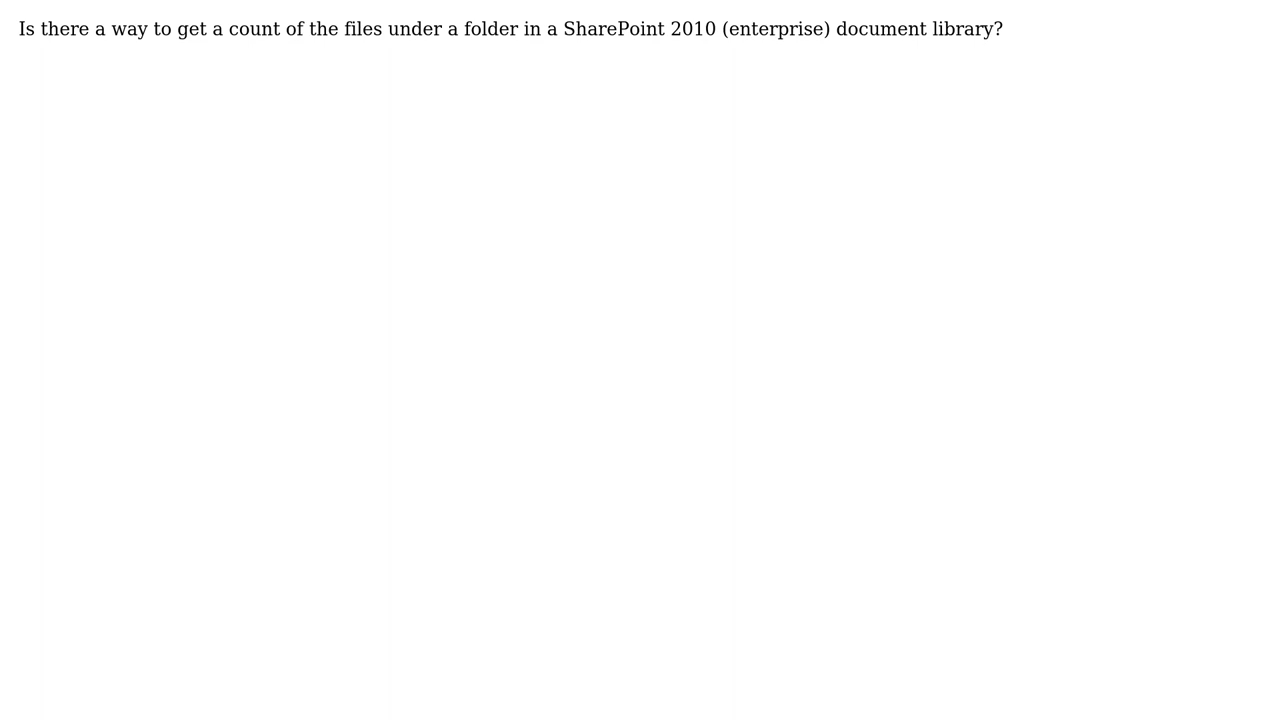 Is there a way to get a count of the files under a folder in a SharePoint 2010 (enterprise) document library?